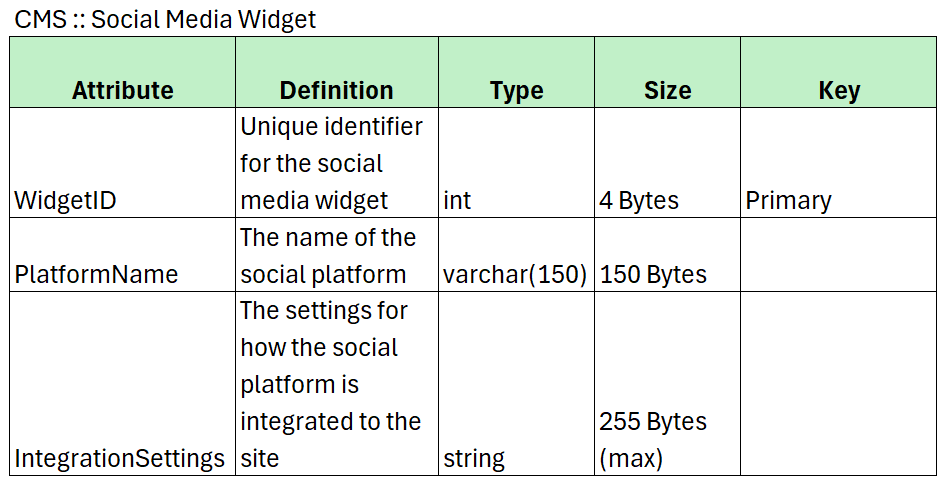 CMS :: Social Media Widget
Attribute Definition Type Size Key
Unique identifier
for the social
WidgetID media widget int 4 Bytes Primary
The name of the
PlatformName social platform varchar(150) 150 Bytes
The settings for
how the social
platform is
integrated to the 255 Bytes
IntegrationSettings site string (max)